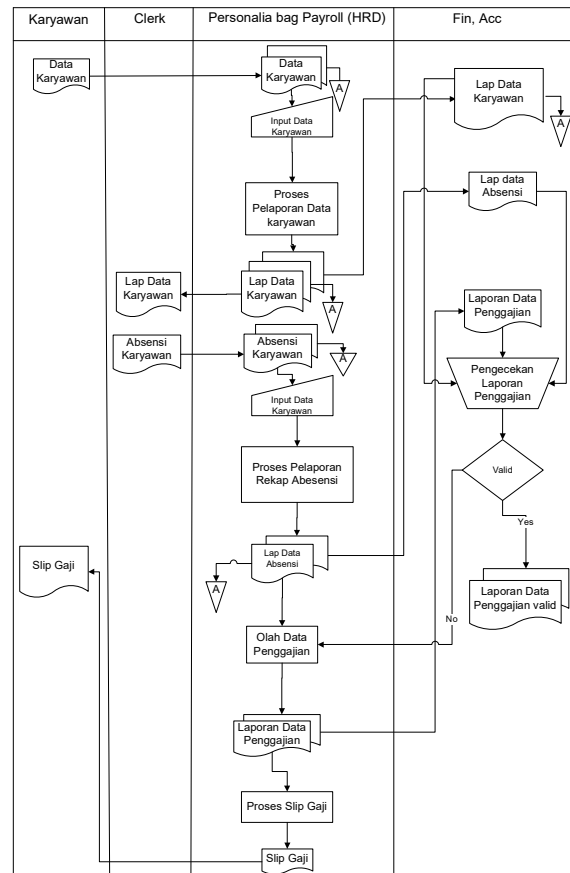 Karyawan
Clerk
Personalia bag Payroll (HRD)
Fin, Acc
Data
Karyawan
Data
Karyawan
A
Input Data
Karyawan
Lap Data
Karyawan
A
Proses
Pelaporan Data
karyawan
Lap data
Absensi
Lap Data
Karyawan
Lap Data
Karyawan
A
Laporan Data
Penggajian
Absensi
Karyawan
Absensi
Karyawan
A
Pengecekan
Laporan
Penggajian
Input Data
Karyawan
Proses Pelaporan
Rekap Abesensi
Valid
Yes
Slip Gaji
Lap Data
Absensi
A
Laporan Data
Penggajian valid
No
Olah Data
Penggajian
Laporan Data
Penggajian
Proses Slip Gaji
Slip Gaji